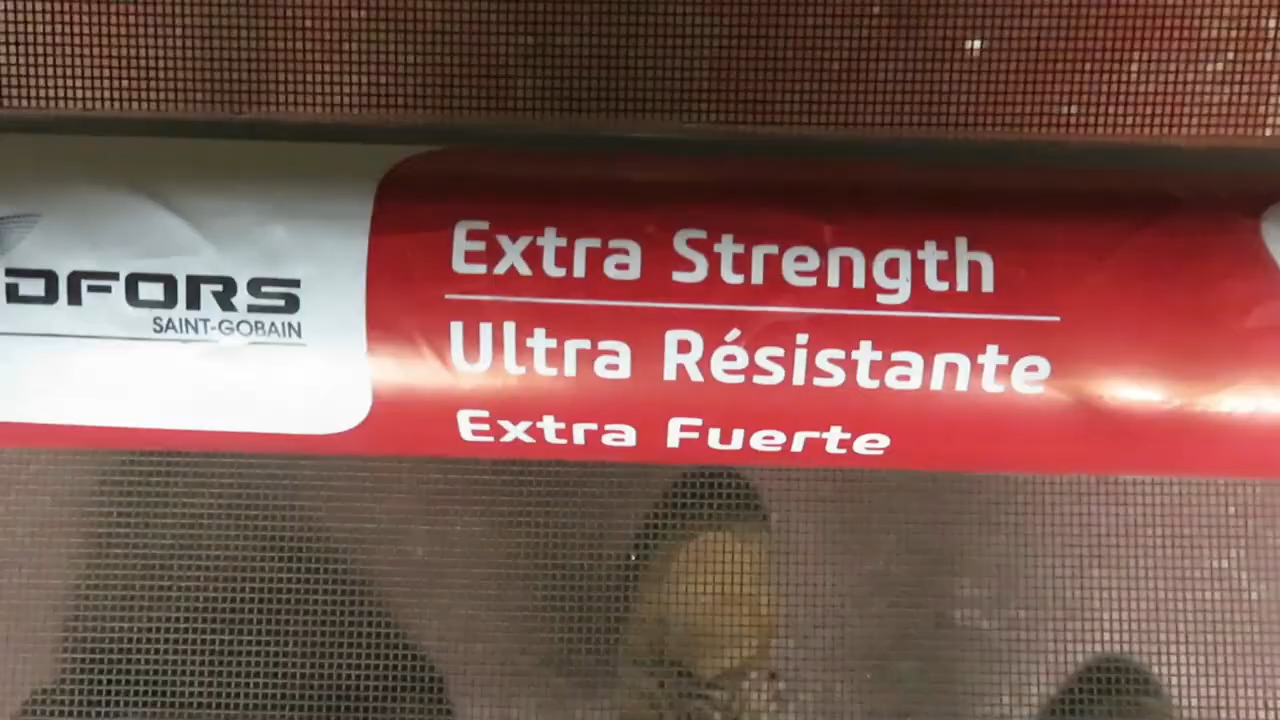 DFORS
SAINT-GOBAIN
Extra Strength
Ultra Résistante
Extra Fuerte